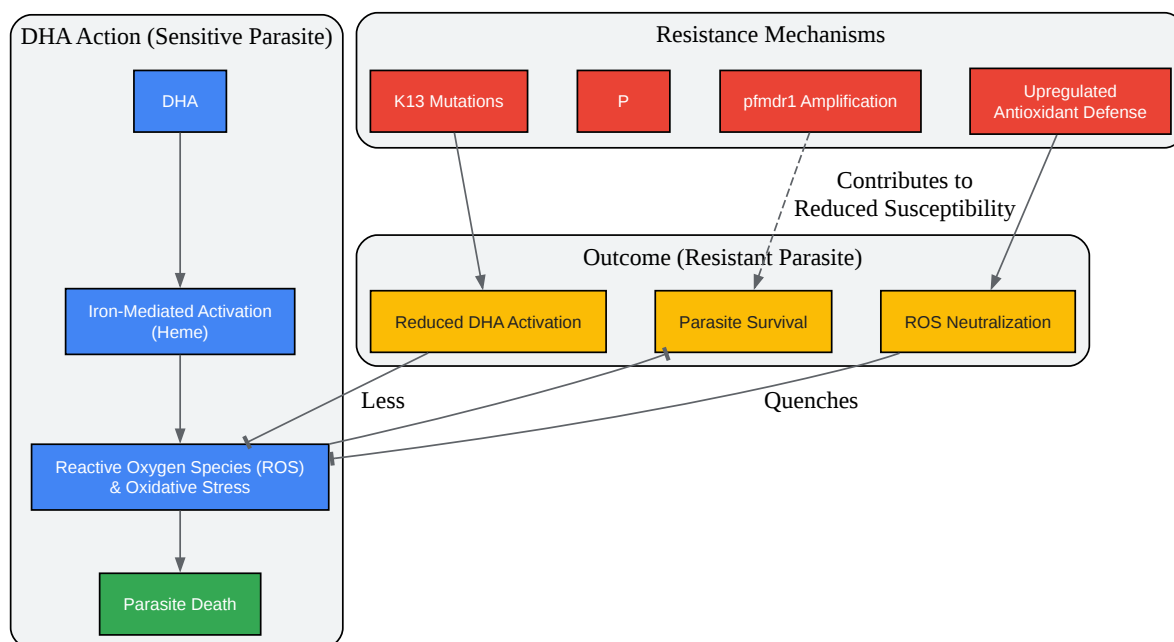 DHA Action (Sensitive Parasite)
DHA
Iron-Mediated Activation
(Heme)
Reactive Oxygen Species (ROS)
& Oxidative Stress
Parasite Death
Resistance Mechanisms
K13 Mutations
P
pfmdr1 Amplification
Upregulated
Antioxidant Defense
Contributes to
Reduced Susceptibility
Outcome (Resistant Parasite)
Reduced DHA Activation
Parasite Survival
ROS Neutralization
Less
Quenches